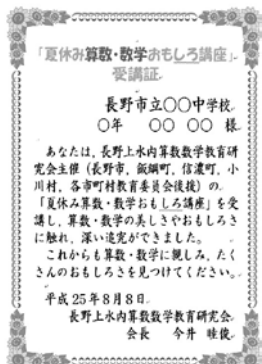 「夏休み算数・数学おもしろ講座」
受講証
長野市立〇〇中学校
〇年　〇〇 〇〇 様
あなたは，長野上水内算数数学教育研
究会主催（長野市，飯綱町，信濃町，小
川村，各市町村教育委員会後援）の
「夏休み算数・数学おもしろ講座」を受
講し，算数・数学の美しさやおもしろさ
に触れ，深い追究ができました。
これからも算数・数学に親しみ，たく
さんのおもしろさを見つけてください。
平成 25 年 8 月 8 日
長野上水内算数数学教育研究会
会長　今井　睦俊